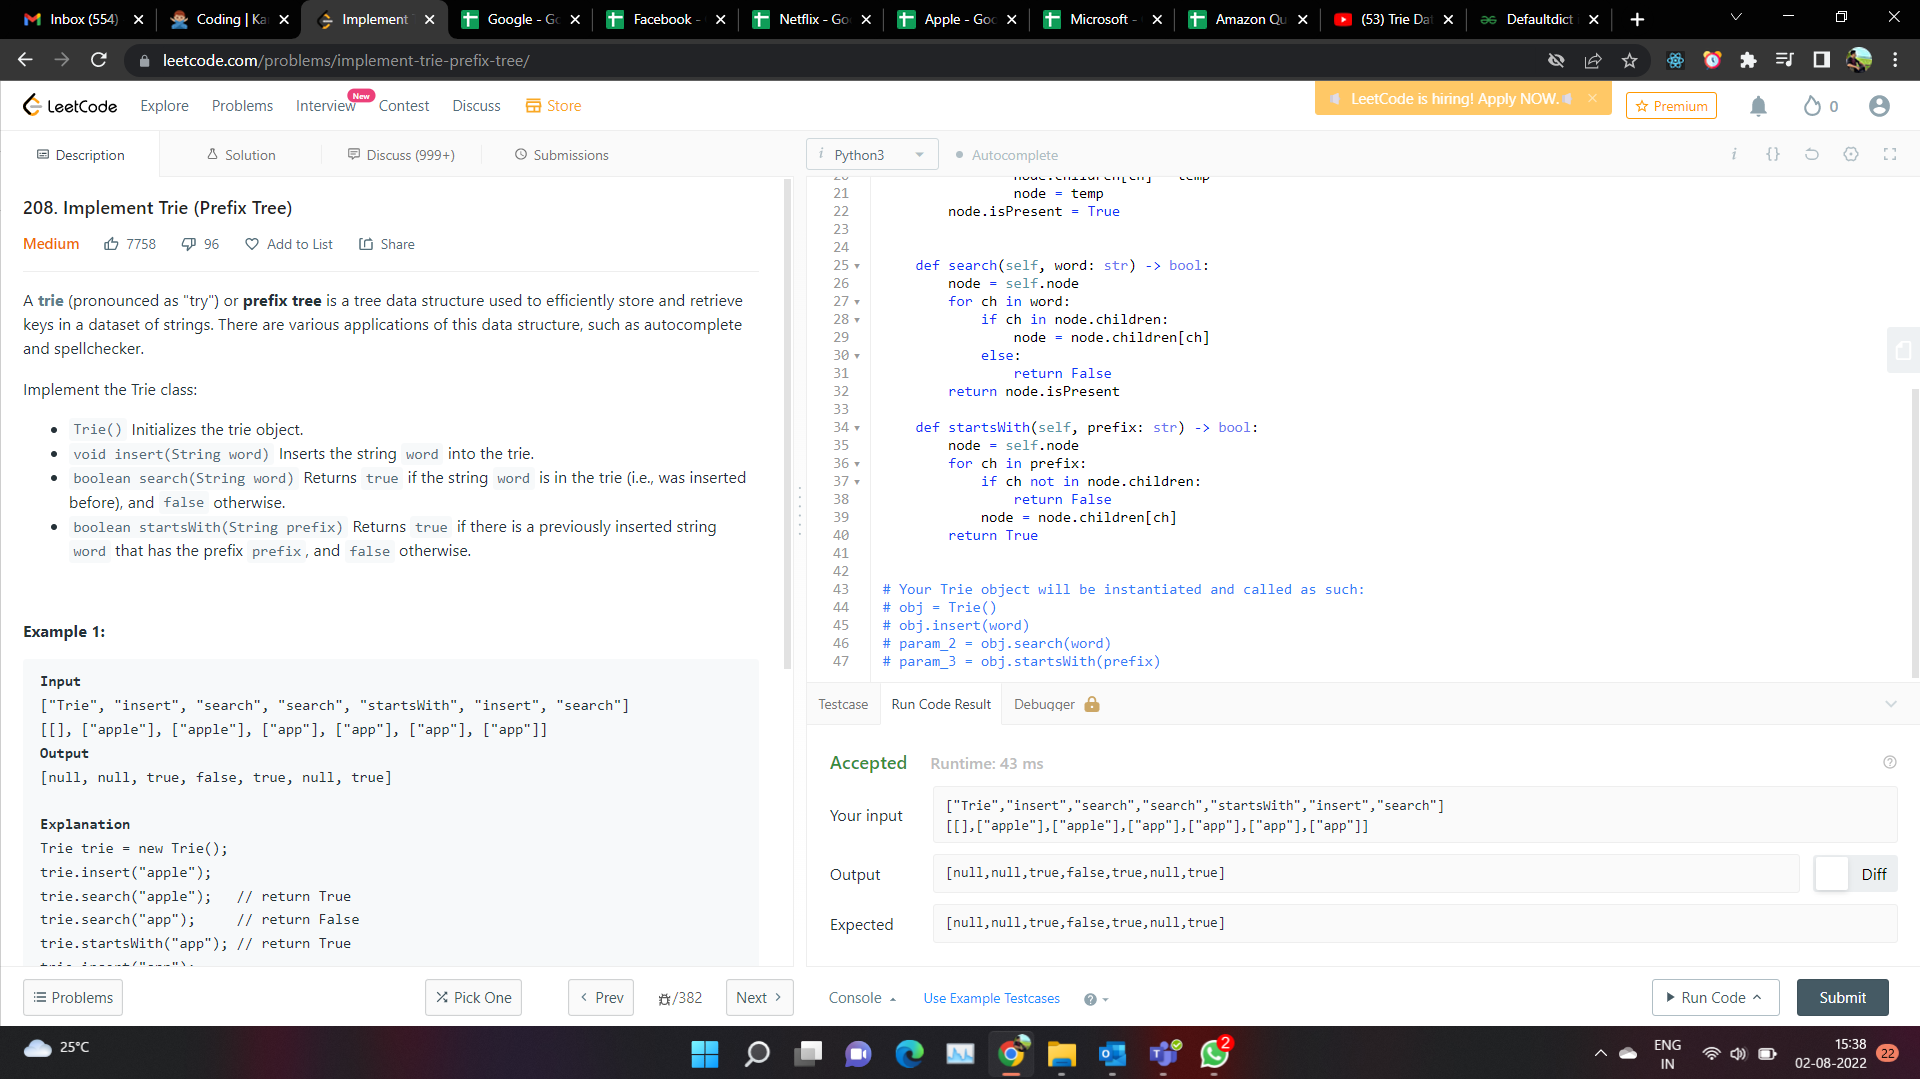 Inbox (554)
Coding | Ka
Implement T
Google - Go
Facebook -
Netflix - Go
Apple - Goo
Microsoft -
Amazon Qu
(53) Trie Dat
Defaultdict
leetcode.com/problems/implement-trie-prefix-tree/
LeetCode
Explore
Problems
Interview
New
Contest
Discuss
Store
LeetCode is hiring! Apply NOW.
Premium
0
Description
Solution
Discuss (999+)
Submissions
i Python3
Autocomplete
208. Implement Trie (Prefix Tree)
Medium
7758
96
Add to List
Share
A trie (pronounced as "try") or prefix tree is a tree data structure used to efficiently store and retrieve
keys in a dataset of strings. There are various applications of this data structure, such as autocomplete
and spellchecker.
Implement the Trie class:
Trie() Initializes the trie object.
void insert(String word) Inserts the string word into the trie.
boolean search(String word) Returns true if the string word is in the trie (i.e., was inserted
before), and false otherwise.
boolean startsWith(String prefix) Returns true if there is a previously inserted string
word that has the prefix prefix , and false otherwise.
Example 1:
Input
["Trie", "insert", "search", "search", "startsWith", "insert", "search"]
[[], ["apple"], ["apple"], ["app"], ["app"], ["app"], ["app"]]
Output
[null, null, true, false, true, null, true]
Explanation
Trie trie = new Trie();
trie.insert("apple");
trie.search("apple");   // return True
trie.search("app");     // return False
trie.startsWith("app"); // return True
trie.insert("app");
20 node.children[ch] = temp
21 node = temp
22 node.isPresent = True
23
24
25 def search(self, word: str) -> bool:
26 node = self.node
27 for ch in word:
28 if ch in node.children:
29 node = node.children[ch]
30 else:
31 return False
32 return node.isPresent
33
34 def startsWith(self, prefix: str) -> bool:
35 node = self.node
36 for ch in prefix:
37 if ch not in node.children:
38 return False
39 node = node.children[ch]
40 return True
41
42
43 # Your Trie object will be instantiated and called as such:
44 # obj = Trie()
45 # obj.insert(word)
46 # param_2 = obj.search(word)
47 # param_3 = obj.startsWith(prefix)
Testcase
Run Code Result
Debugger
Accepted
Runtime: 43 ms
Your input
["Trie","insert","search","search","startsWith","insert","search"]
[[],["apple"],["apple"],["app"],["app"],["app"],["app"]]
Output
[null,null,true,false,true,null,true]
Diff
Expected
[null,null,true,false,true,null,true]
Problems
Pick One
Prev
/382
Next
Console
Use Example Testcases
Run Code
Submit
25°C
2
ENG
IN
15:38
02-08-2022
22